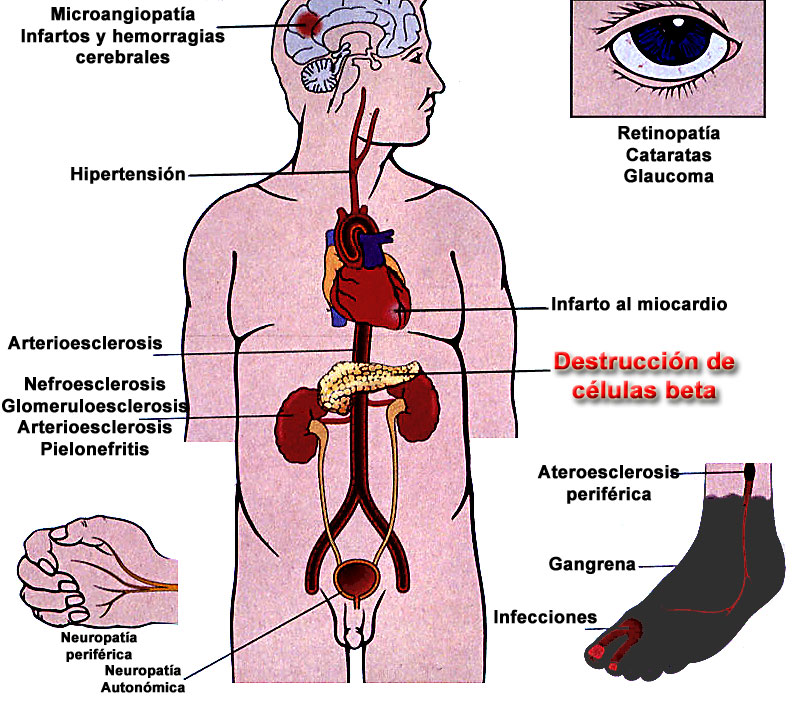 Microangiopatía
Infartos y hemorragias
cerebrales
Retinopatía
Cataratas
Glaucoma
Hipertensión
Infarto al miocardio
Arterioesclerosis
Destrucción de
células beta
Nefroesclerosis
Glomeruloesclerosis
Arterioesclerosis
Pielonefritis
Ateroesclerosis
periférica
Gangrena
Infecciones
Neuropatía
periférica
Neuropatía
Autonómica